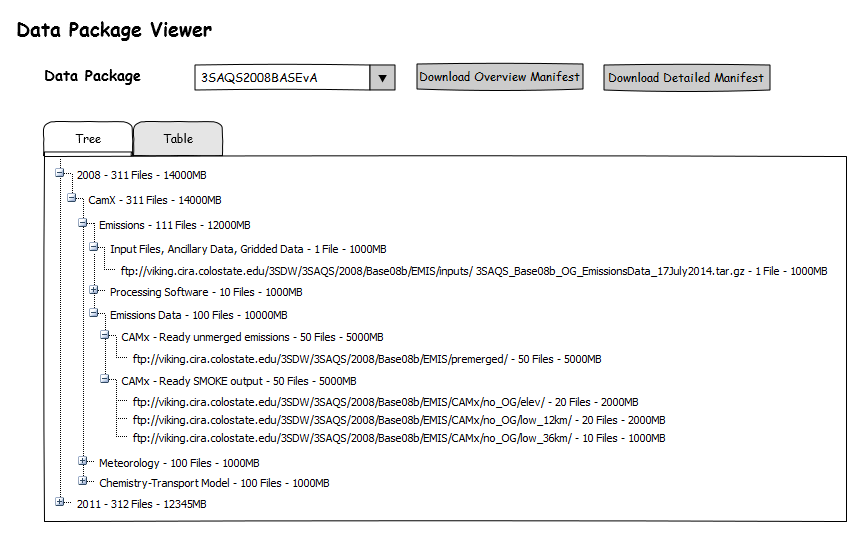 Data Package Viewer
Data Package
3SAQS2008BASEvA
Download Overview Manifest
Download Detailed Manifest
Tree
Table
2008 - 311 Files - 14000MB
CamX - 311 Files - 14000MB
Emissions - 111 Files - 12000MB
Input Files, Ancillary Data, Gridded Data - 1 File - 1000MB
ftp://viking.cira.colostate.edu/3SDW/3SAQS/2008/Base08b/EMIS/inputs/ 3SAQS_Base08b_OG_EmissionsData_17July2014.tar.gz - 1 File - 1000MB
Processing Software - 10 Files - 1000MB
Emissions Data - 100 Files - 10000MB
CAMx - Ready unmerged emissions - 50 Files - 5000MB
ftp://viking.cira.colostate.edu/3SDW/3SAQS/2008/Base08b/EMIS/premerged/ - 50 Files - 5000MB
CAMx - Ready SMOKE output - 50 Files - 5000MB
ftp://viking.cira.colostate.edu/3SDW/3SAQS/2008/Base08b/EMIS/CAMx/no_OG/elev/ - 20 Files - 2000MB
ftp://viking.cira.colostate.edu/3SDW/3SAQS/2008/Base08b/EMIS/CAMx/no_OG/low_12km/ - 20 Files - 2000MB
ftp://viking.cira.colostate.edu/3SDW/3SAQS/2008/Base08b/EMIS/CAMx/no_OG/low_36km/ - 10 Files - 1000MB
Meteorology - 100 Files - 1000MB
Chemistry-Transport Model - 100 Files - 1000MB
2011 - 312 Files - 12345MB